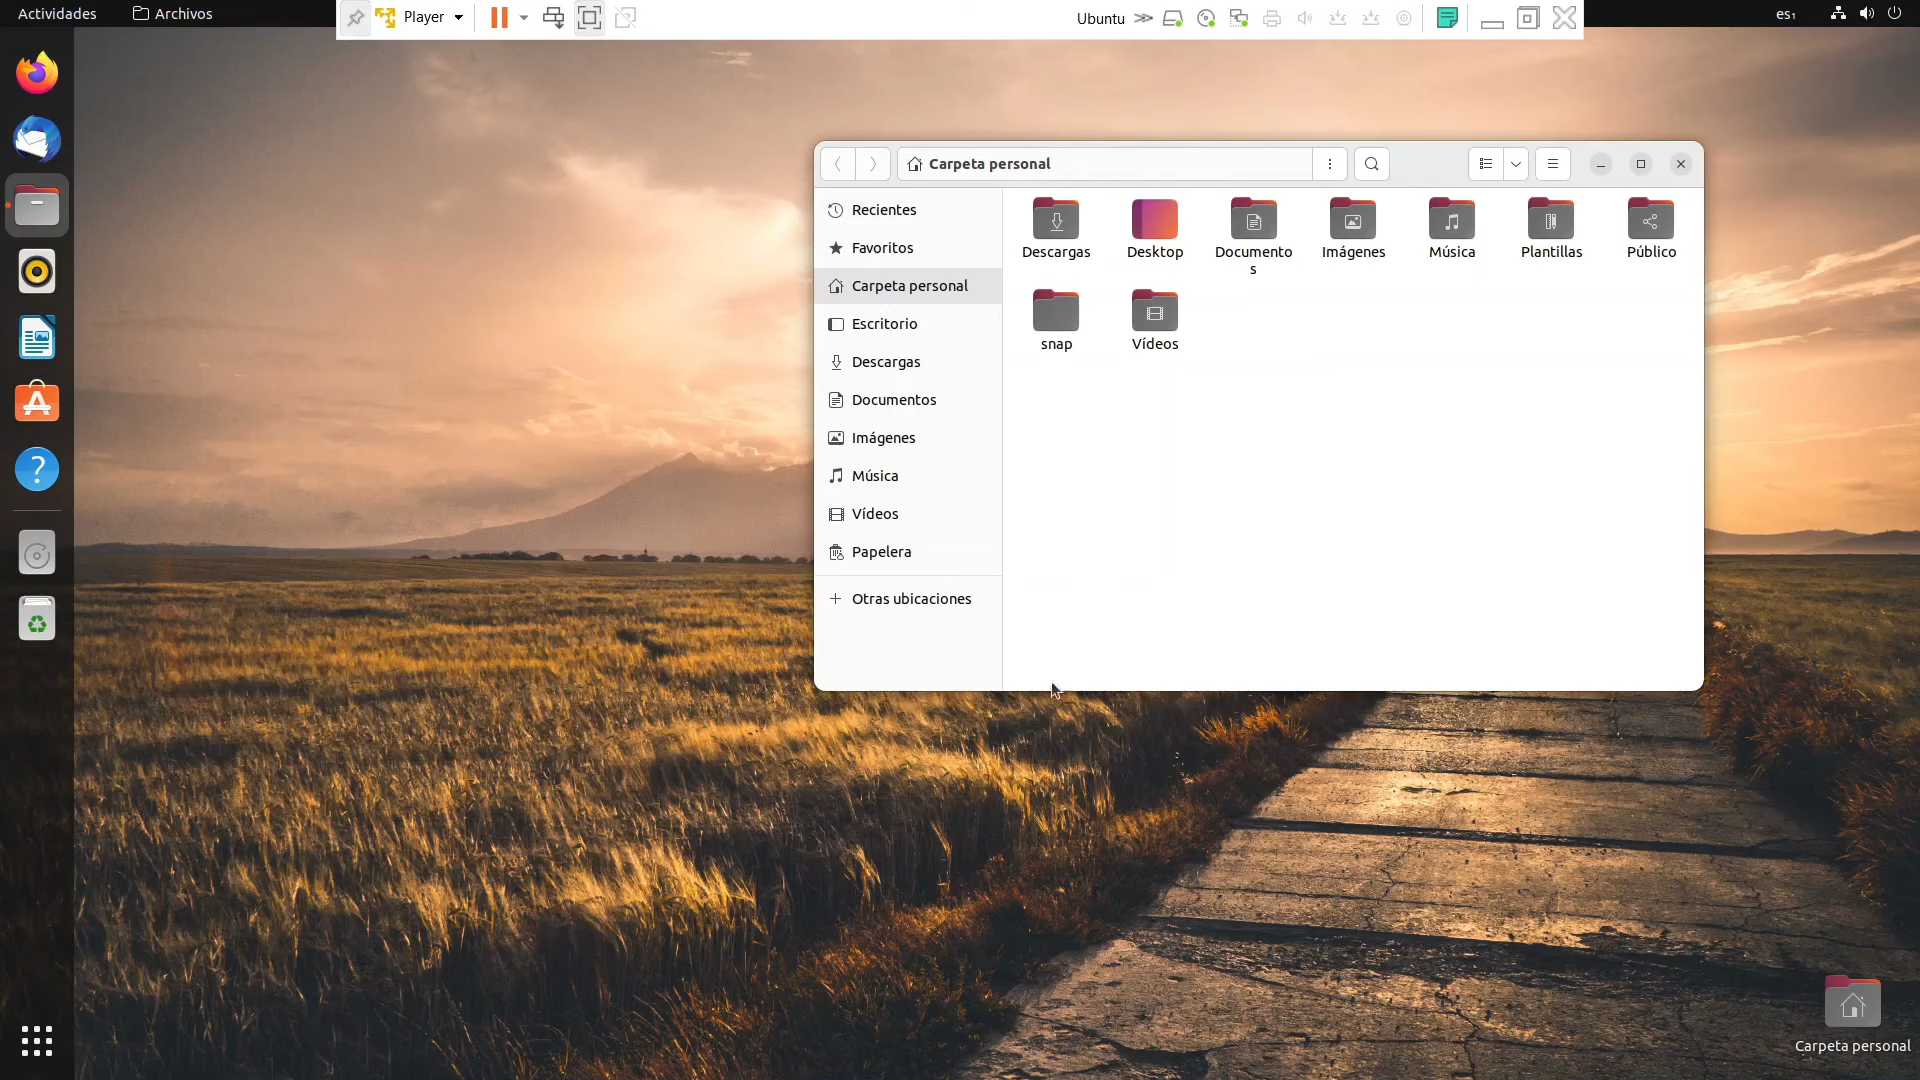 Actividades
Archivos
Player
Ubuntu
es₁
Carpeta personal
Recientes
Favoritos
Carpeta personal
Escritorio
Descargas
Documentos
Imágenes
Música
Vídeos
Papelera
Otras ubicaciones
Descargas
Desktop
Documento
s
Imágenes
Música
Plantillas
Público
snap
Vídeos
Carpeta personal